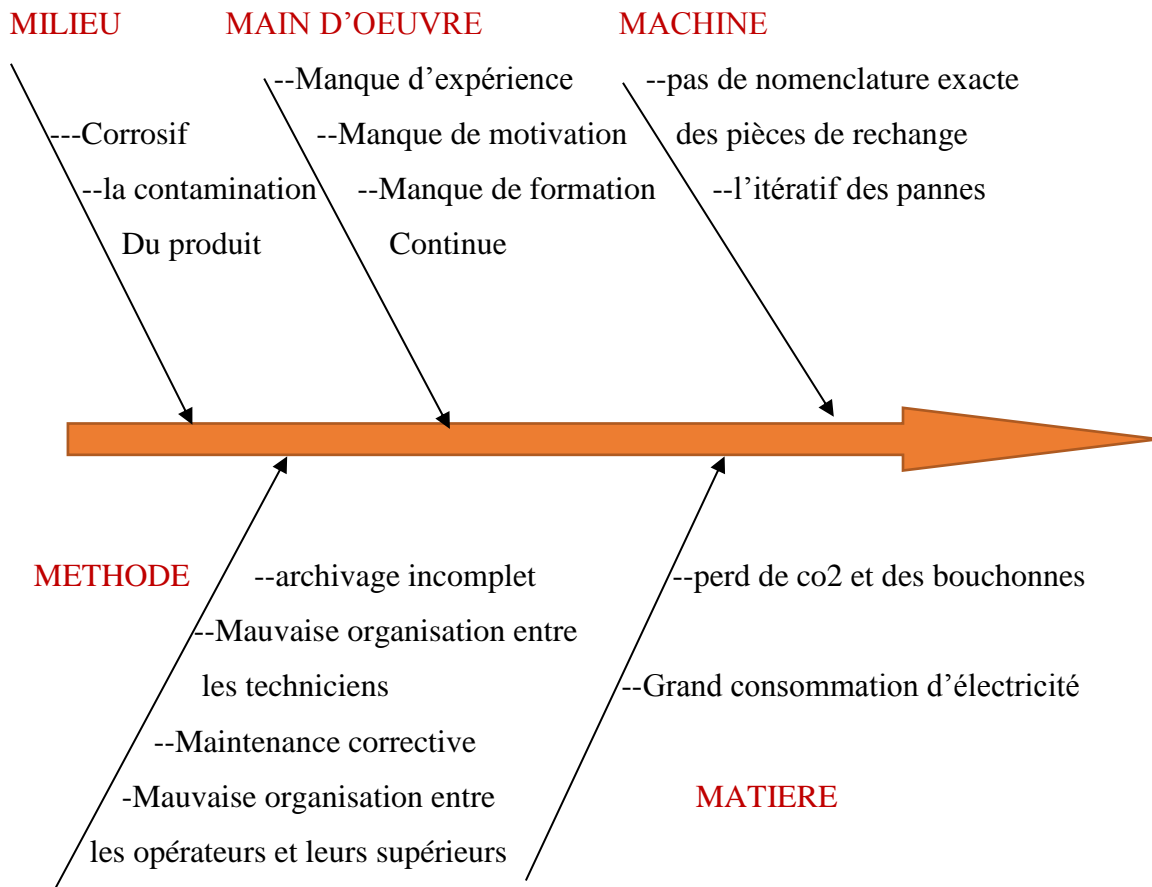 MILIEU
MAIN D’OEUVRE
MACHINE
---Corrosif
--la contamination
Du produit
--Manque d’expérience
--Manque de motivation
--Manque de formation
Continue
--pas de nomenclature exacte
des pièces de rechange
--l’itératif des pannes
METHODE
--archivage incomplet
--Mauvaise organisation entre
les techniciens
--Maintenance corrective
-Mauvaise organisation entre
les opérateurs et leurs supérieurs
--perd de co2 et des bouchonnes
--Grand consommation d’électricité
MATIERE